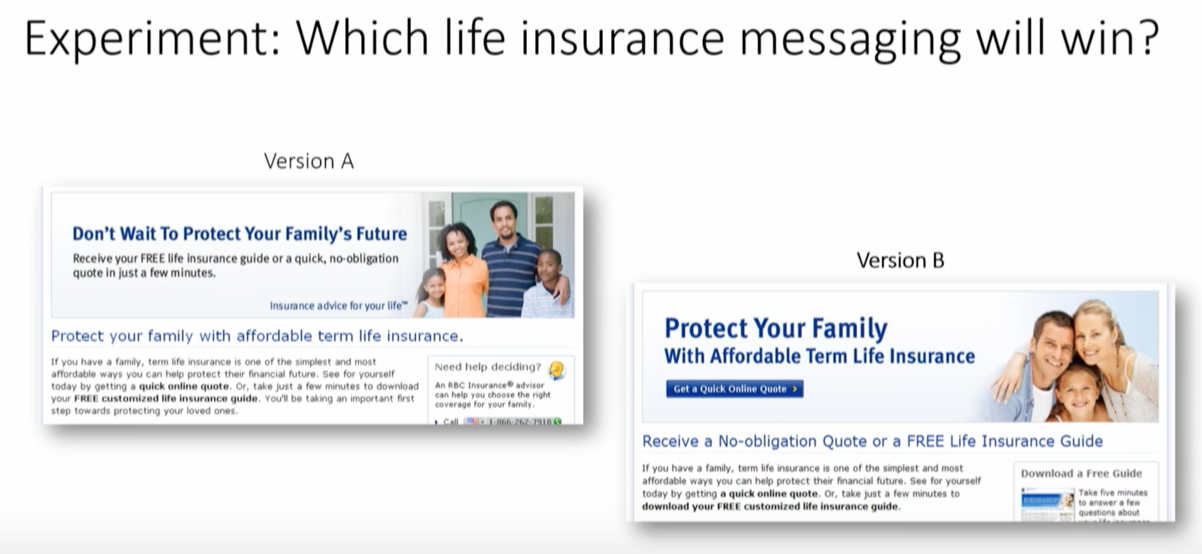 Experiment: Which life insurance messaging will win?
Version A
Don't Wait To Protect Your Family's Future
Receive your FREE life insurance guide or a quick, no-obligation
quote in just a few minutes.
Insurance advice for your life™
Protect your family with affordable term life insurance.
If you have a family, term life insurance is one of the simplest and most
affordable ways you can help protect their financial future. See for yourself
today by getting a quick online quote. Or, take just a few minutes to download
your FREE customized life insurance guide. You'll be taking an important first
step towards protecting your loved ones.
Need help deciding?
An RBC Insurance® advisor
can help you choose the right
coverage for your family.
Call 1-866-262-7918
Version B
Protect Your Family
With Affordable Term Life Insurance
Get a Quick Online Quote >
Receive a No-obligation Quote or a FREE Life Insurance Guide
If you have a family, term life insurance is one of the simplest and most
affordable ways you can help protect their financial future. See for yourself
today by getting a quick online quote. Or, take just a few minutes to
download your FREE customized life insurance guide.
Download a Free Guide
Take five minutes
to answer a few
questions about